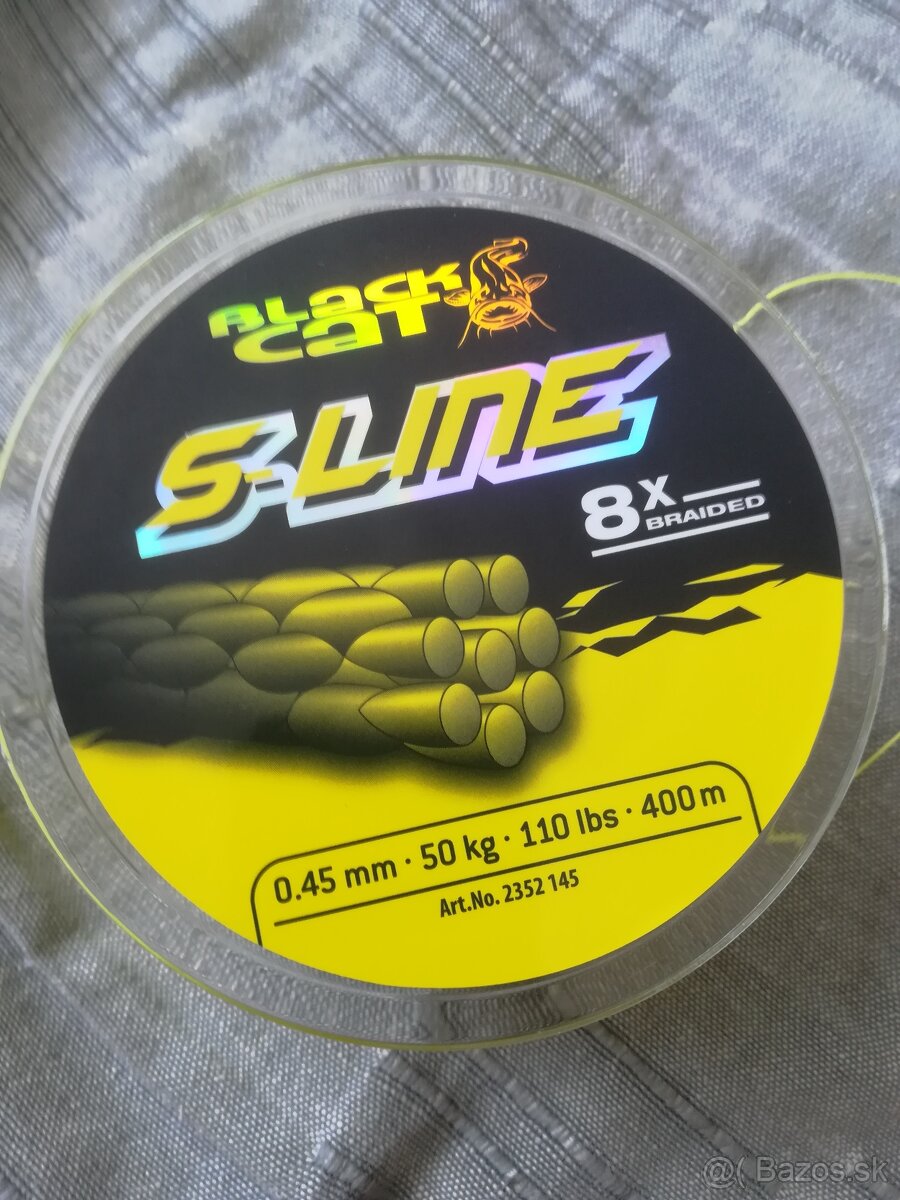 BLACK
CAT
S-LINE
8X
BRAIDED
0.45 mm · 50 kg · 110 lbs · 400 m
Art.No. 2352 145
@( Bazos.sk